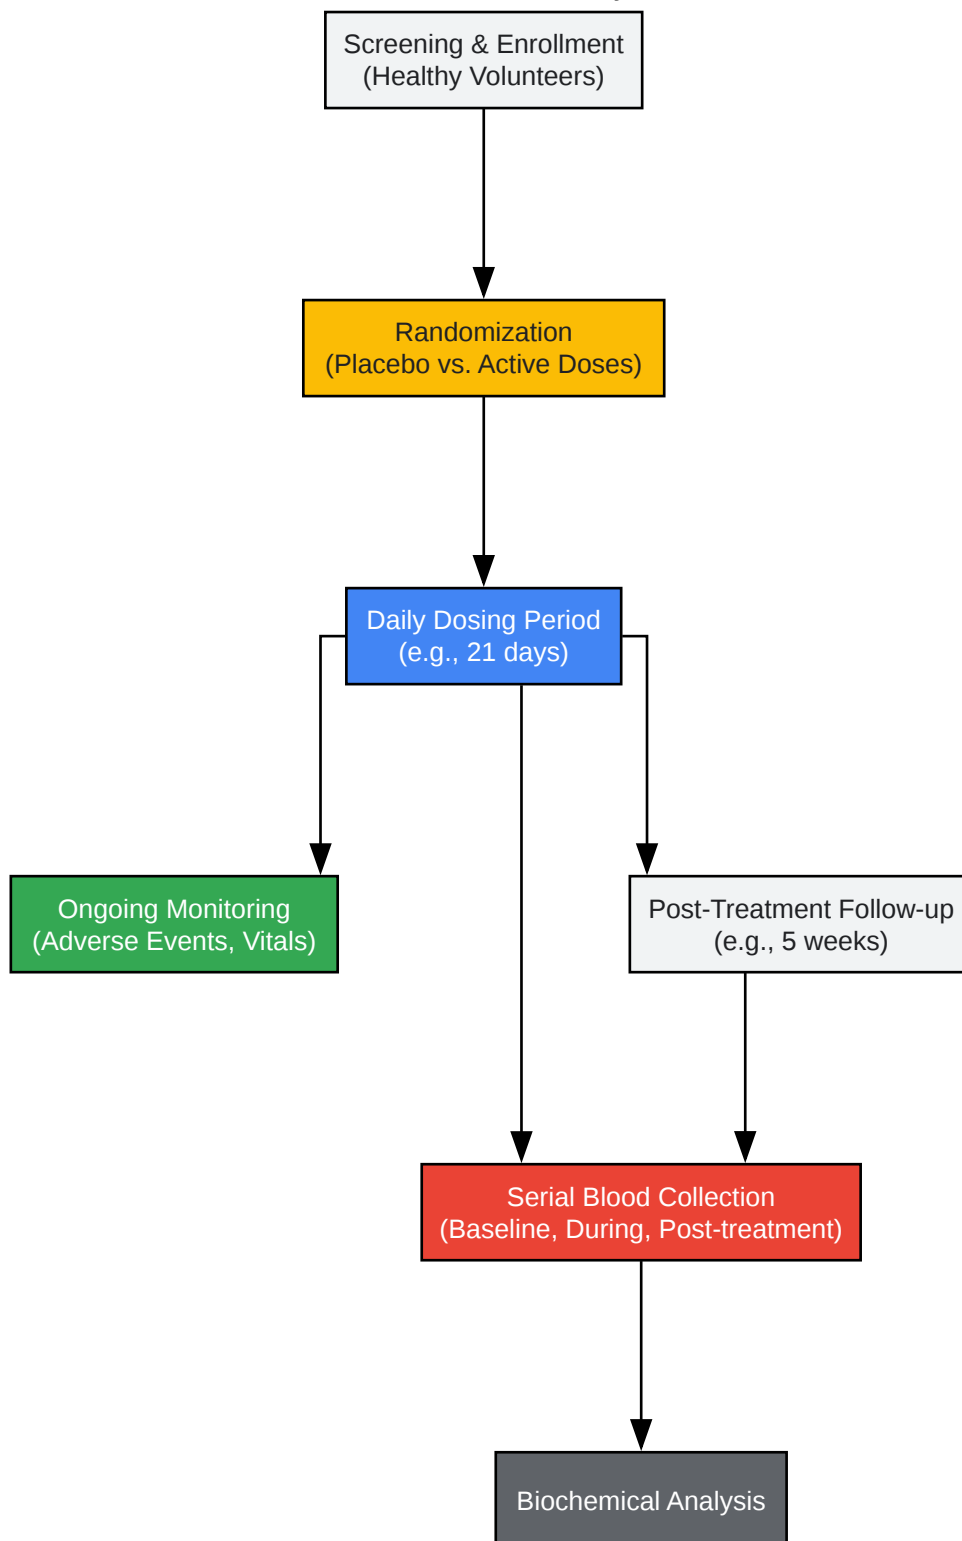 Screening & Enrollment
(Healthy Volunteers)
Randomization
(Placebo vs. Active Doses)
Daily Dosing Period
(e.g., 21 days)
Ongoing Monitoring
(Adverse Events, Vitals)
Post-Treatment Follow-up
(e.g., 5 weeks)
Serial Blood Collection
(Baseline, During, Post-treatment)
Biochemical Analysis